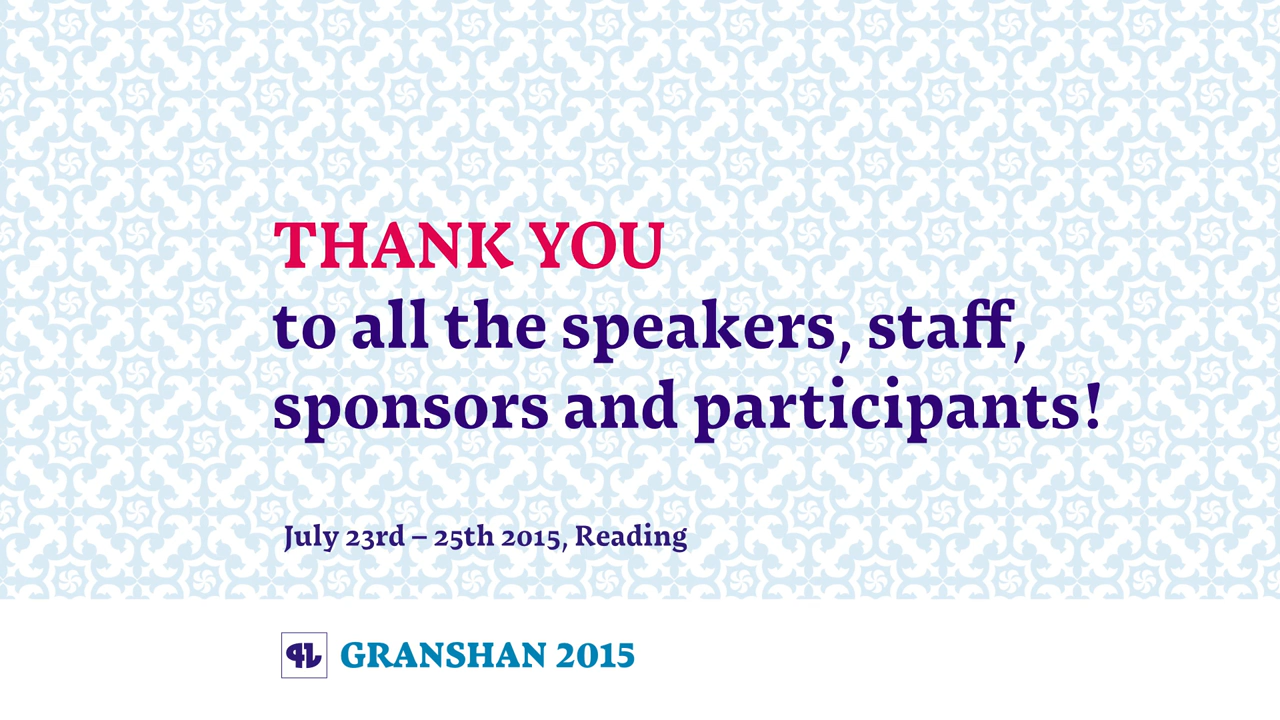 THANK YOU
to all the speakers, staff,
sponsors and participants!
July 23rd – 25th 2015, Reading
GRANSHAN 2015